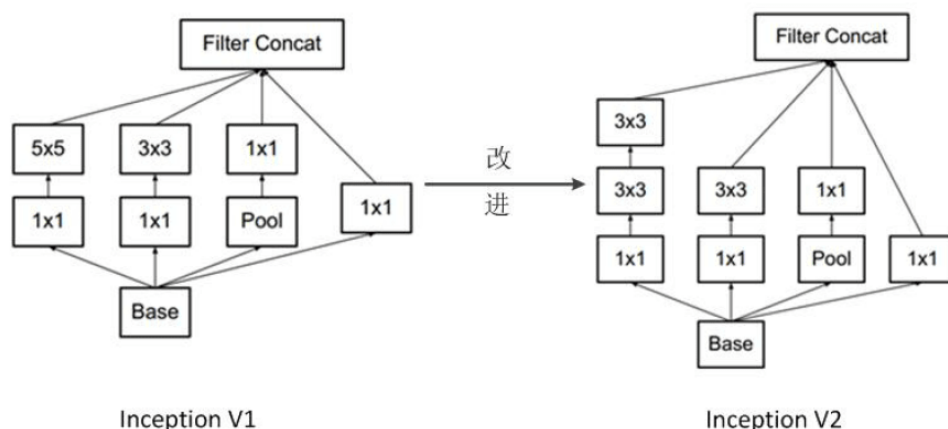 Filter Concat
5x5
3x3
1x1
1x1
1x1
Pool
1x1
Base
Inception V1
改
进
Filter Concat
3x3
3x3
3x3
1x1
1x1
1x1
Pool
1x1
Base
Inception V2